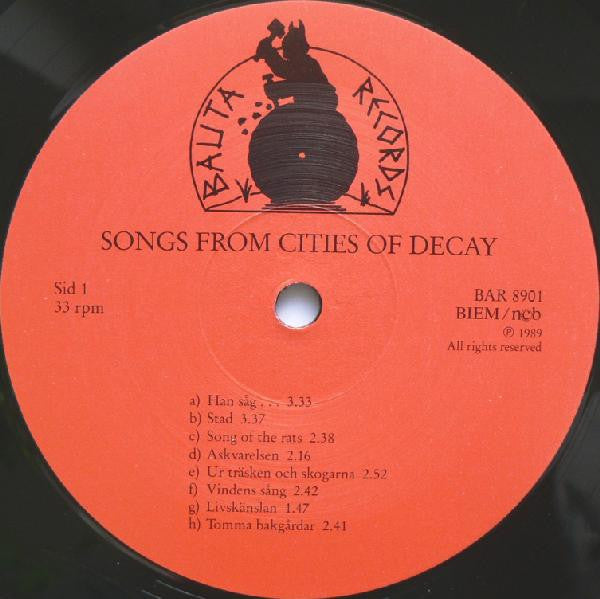 BAUTA RECORDS
SONGS FROM CITIES OF DECAY
Sid 1
33 rpm
BAR 8901
BIEM/ncb
℗ 1989
All rights reserved
a) Han såg . . . 3.33
b) Stad 3.37
c) Song of the rats 2.38
d) Askvarelsen 2.16
e) Ur träsken och skogarna 2.52
f) Vindens sång 2.42
g) Livskänslan 1.47
h) Tomma bakgårdar 2.41